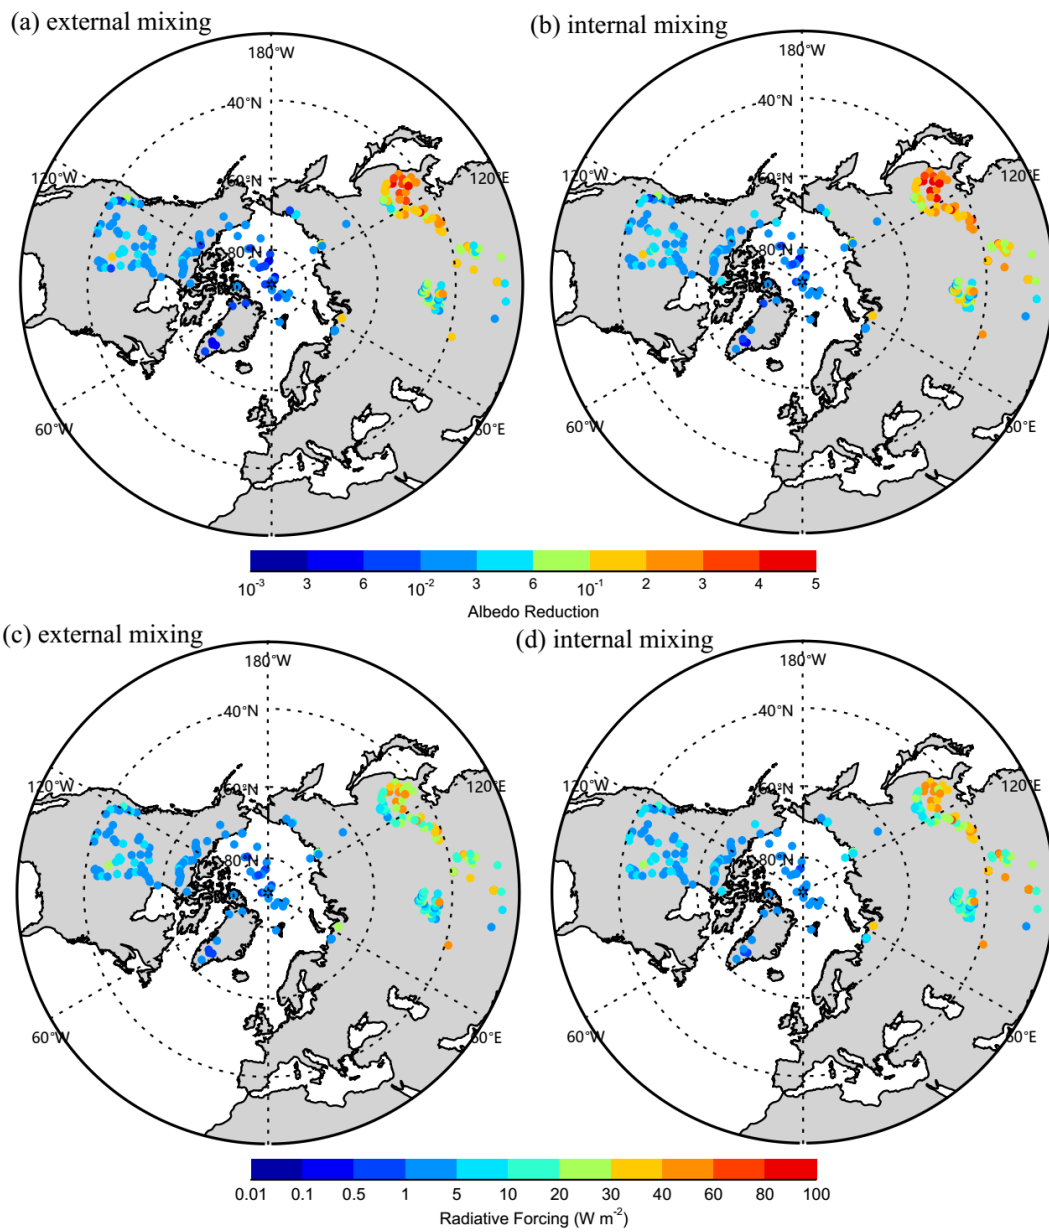 (a) external mixing
(b) internal mixing
180°W
180°W
40°N
40°N
120°W
60°N
120°E
120°W
60°N
120°E
80°N
80°N
60°W
60°E
60°W
60°E
10⁻³ 3 6 10⁻² 3 6 10⁻¹ 2 3 4 5
Albedo Reduction
(c) external mixing
(d) internal mixing
180°W
180°W
40°N
40°N
120°W
60°N
120°E
120°W
60°N
120°E
80°N
80°N
60°W
60°E
60°W
60°E
0.01 0.1 0.5 1 5 10 20 30 40 60 80 100
Radiative Forcing (W m⁻²)